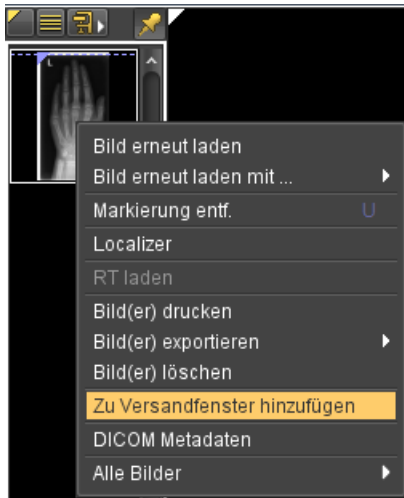 L
Bild erneut laden
Bild erneut laden mit ...
Markierung entf. U
Localizer
RT laden
Bild(er) drucken
Bild(er) exportieren
Bild(er) löschen
Zu Versandfenster hinzufügen
DICOM Metadaten
Alle Bilder